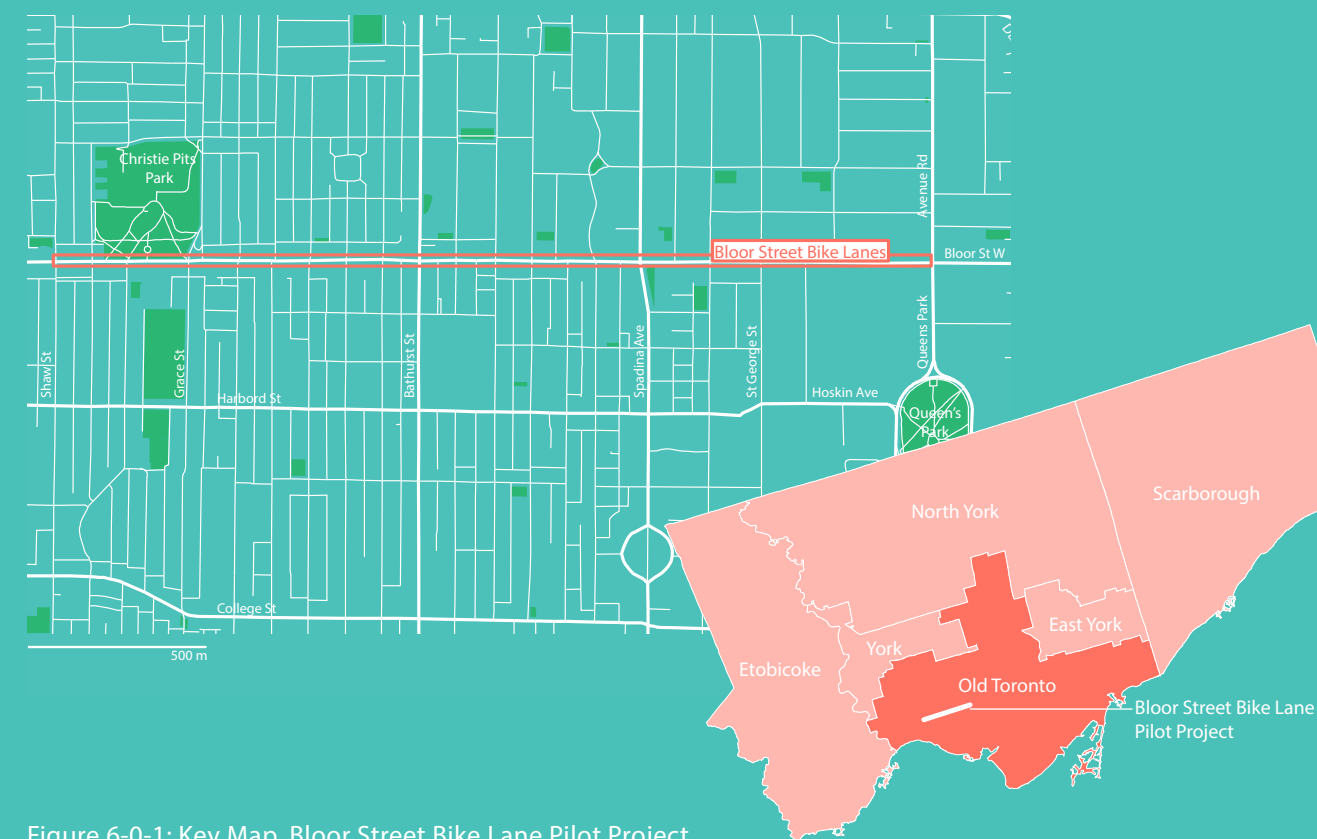 Christie Pits
Park
Avenue Rd
Bloor Street Bike Lanes
Bloor St W
Shaw St
Grace St
Bathurst St
Spadina Ave
St George St
Queens Park
Harbord St
Hoskin Ave
Queen's
Park
College St
500 m
North York
Scarborough
East York
York
Etobicoke
Old Toronto
Bloor Street Bike Lane
Pilot Project
Figure 6-0-1: Key Map, Bloor Street Bike Lane Pilot Project